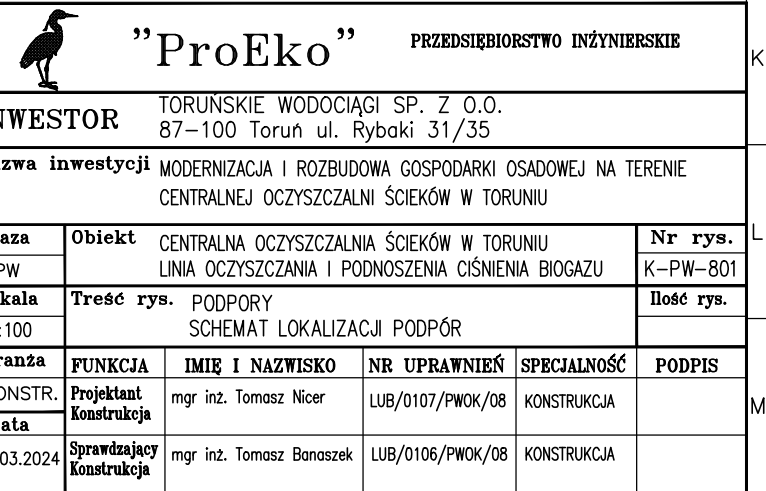 "ProEko" PRZEDSIĘBIORSTWO INŻYNIERSKIE
K
NWESTOR TORUŃSKIE WODOCIĄGI SP. Z O.O.
87-100 Toruń ul. Rybaki 31/35
zwa inwestycji MODERNIZACJA I ROZBUDOWA GOSPODARKI OSADOWEJ NA TERENIE
CENTRALNEJ OCZYSZCZALNI ŚCIEKÓW W TORUNIU
aza Obiekt CENTRALNA OCZYSZCZALNIA ŚCIEKÓW W TORUNIU Nr rys. L
PW LINIA OCZYSZCZANIA I PODNOSZENIA CIŚNIENIA BIOGAZU K-PW-801
kala Treść rys. PODPORY Ilość rys.
:100 SCHEMAT LOKALIZACJI PODPÓR
ranża FUNKCJA IMIĘ I NAZWISKO NR UPRAWNIEŃ SPECJALNOŚĆ PODPIS
ONSTR. Projektant mgr inż. Tomasz Nicer LUB/0107/PWOK/08 KONSTRUKCJA M
Konstrukcja
ata
03.2024 Sprawdzający mgr inż. Tomasz Banaszek LUB/0106/PWOK/08 KONSTRUKCJA
Konstrukcja